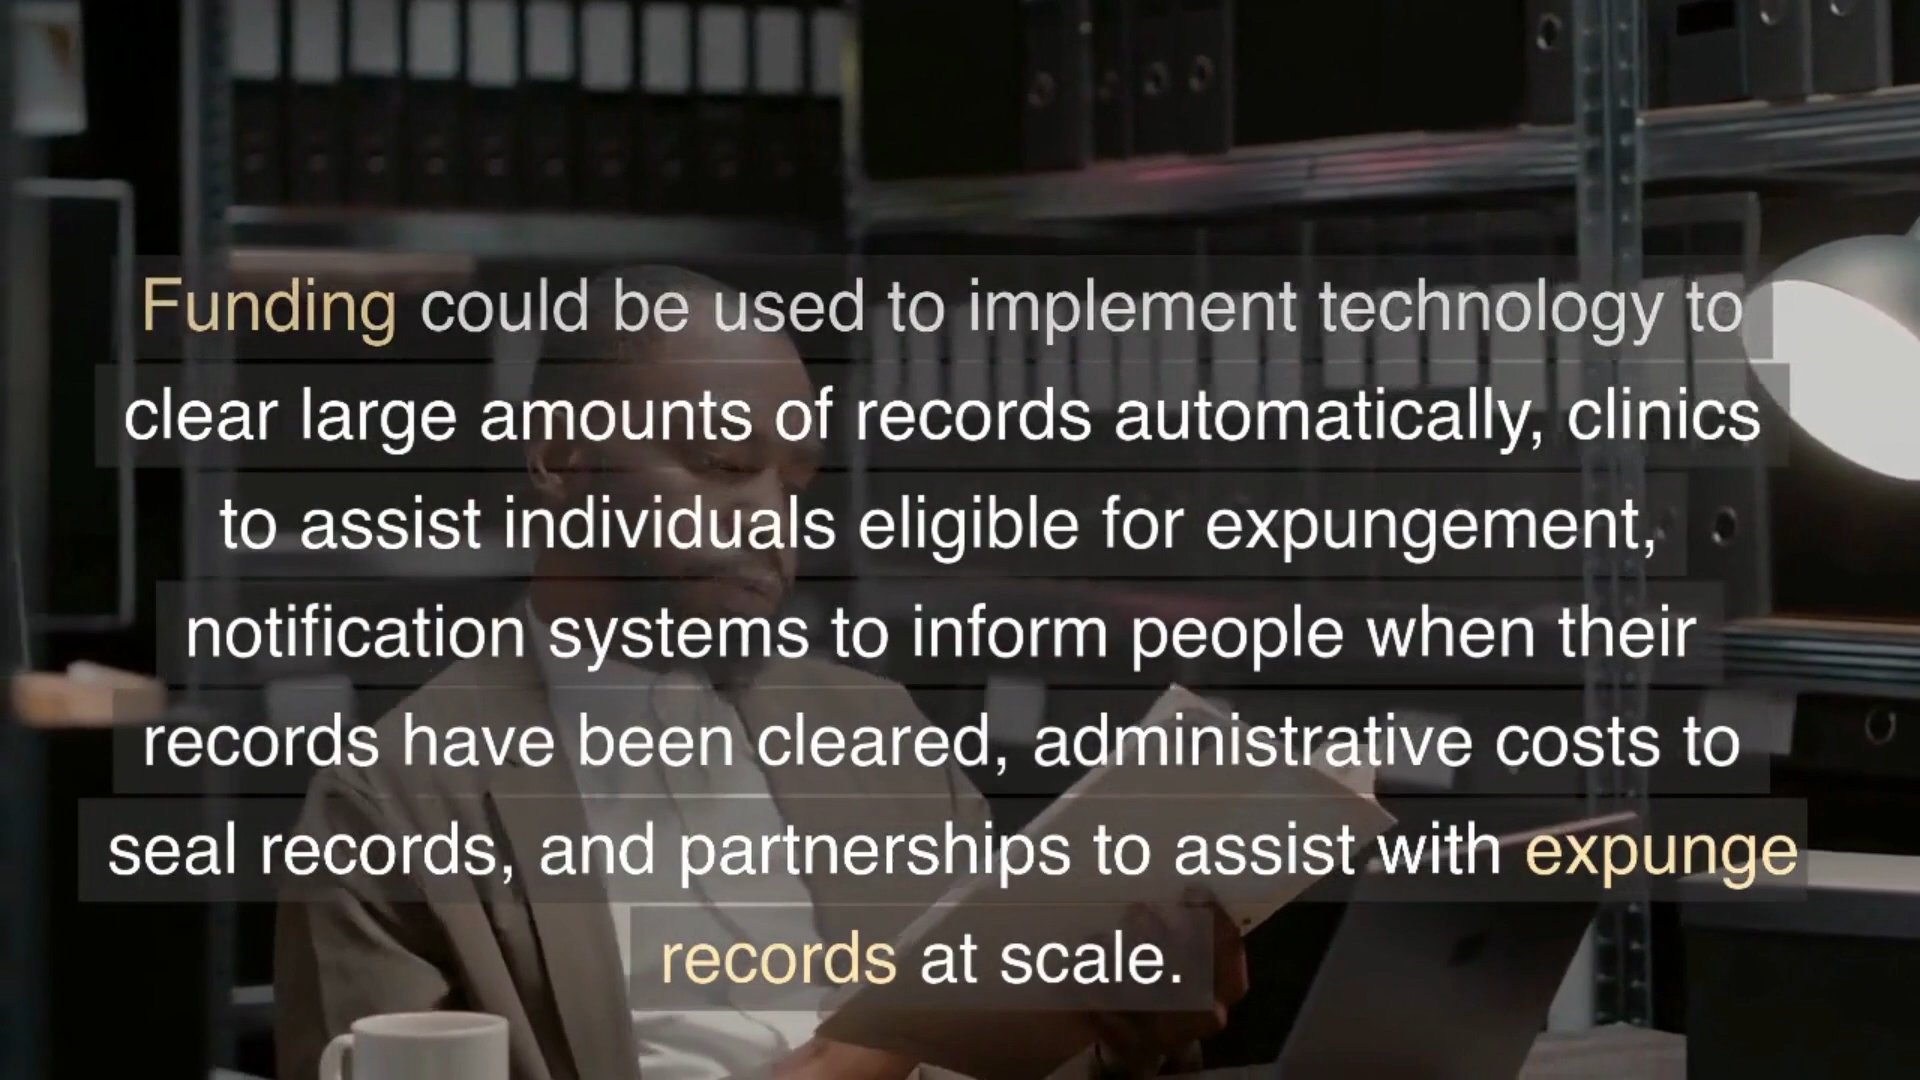 Funding could be used to implement technology to
clear large amounts of records automatically, clinics
to assist individuals eligible for expungement,
notification systems to inform people when their
records have been cleared, administrative costs to
seal records, and partnerships to assist with expunge
records at scale.